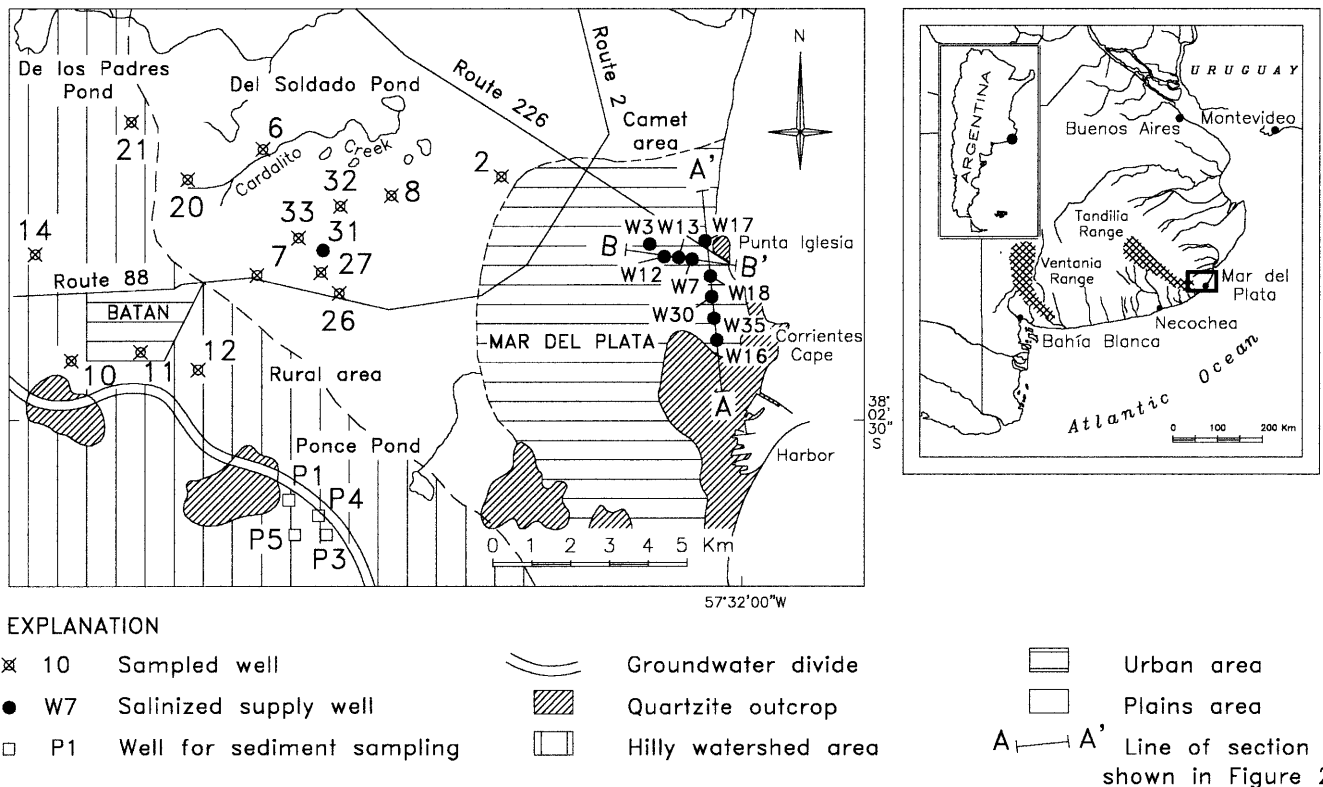 De los Padres
Pond
Del Soldado Pond
Route 226
Route 2
Camet
area
N
21
6
Cardalito
Creek
2
A'
20
32
8
33
31
14
7
27
W3
W13
W17
Punta Iglesia
B
B'
W12
W7
W18
Route 88
BATAN
26
W30
W35
MAR DEL PLATA
Corrientes
Cape
W16
10
11
12
Rural area
A
38°
02'
30"
S
Ponce Pond
Harbor
P1
P4
P5
P3
0 1 2 3 4 5 Km
57°32'00"W
ARGENTINA
URUGUAY
Buenos Aires
Montevideo
Tandilia
Range
Ventania
Range
Mar del
Plata
Necochea
Bahía Blanca
Atlantic Ocean
0 100 200 Km
EXPLANATION
10 Sampled well
W7 Salinized supply well
P1 Well for sediment sampling
Groundwater divide
Quartzite outcrop
Hilly watershed area
Urban area
Plains area
A A' Line of section
shown in Figure 2